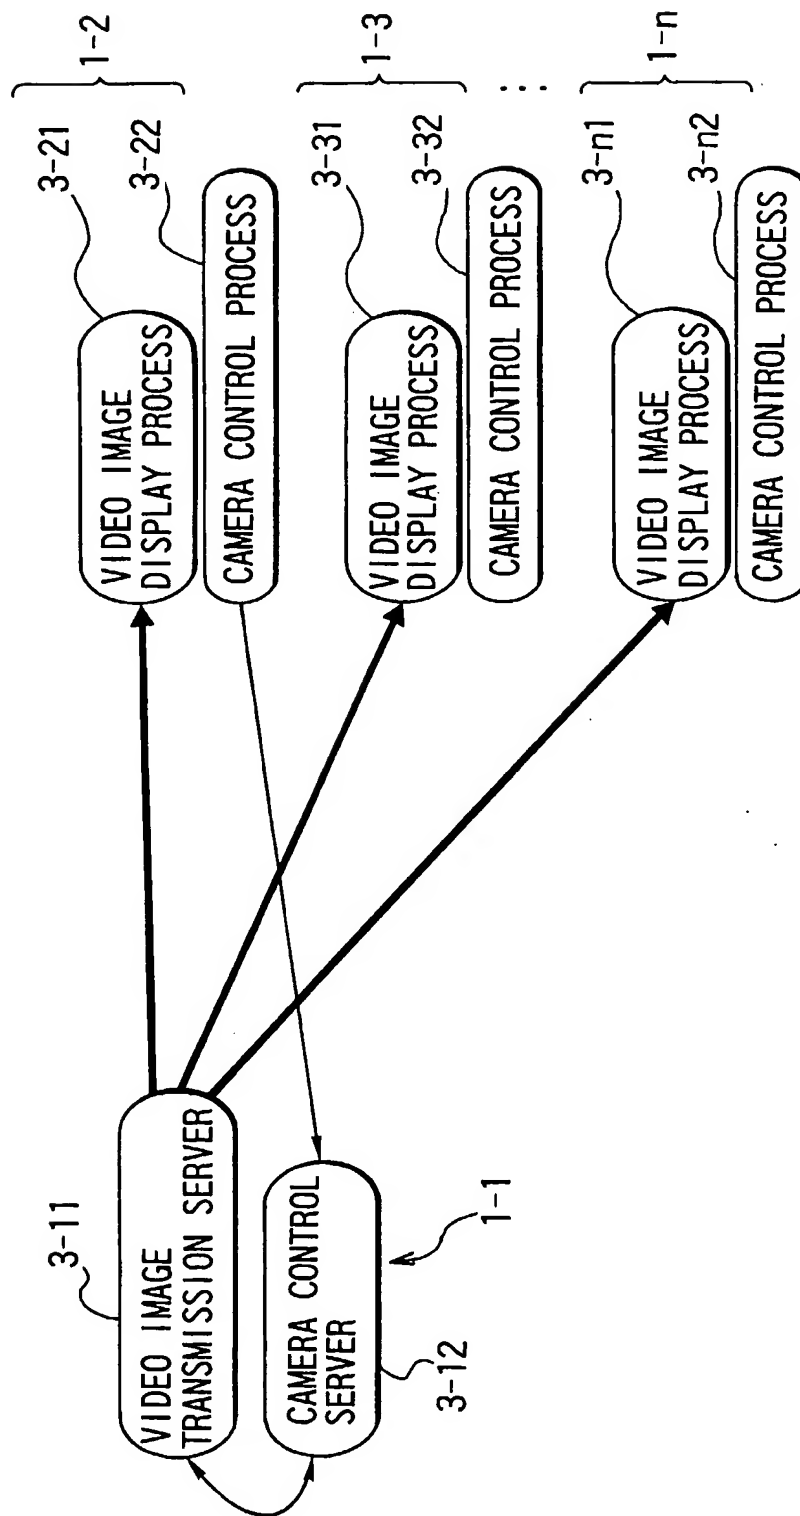 3-11
VIDEO IMAGE
TRANSMISSION SERVER
CAMERA CONTROL
SERVER
3-12
1-1
3-21
VIDEO IMAGE
DISPLAY PROCESS
3-22
CAMERA CONTROL PROCESS
1-2
3-31
VIDEO IMAGE
DISPLAY PROCESS
3-32
CAMERA CONTROL PROCESS
1-3
...
3-n1
VIDEO IMAGE
DISPLAY PROCESS
3-n2
CAMERA CONTROL PROCESS
1-n